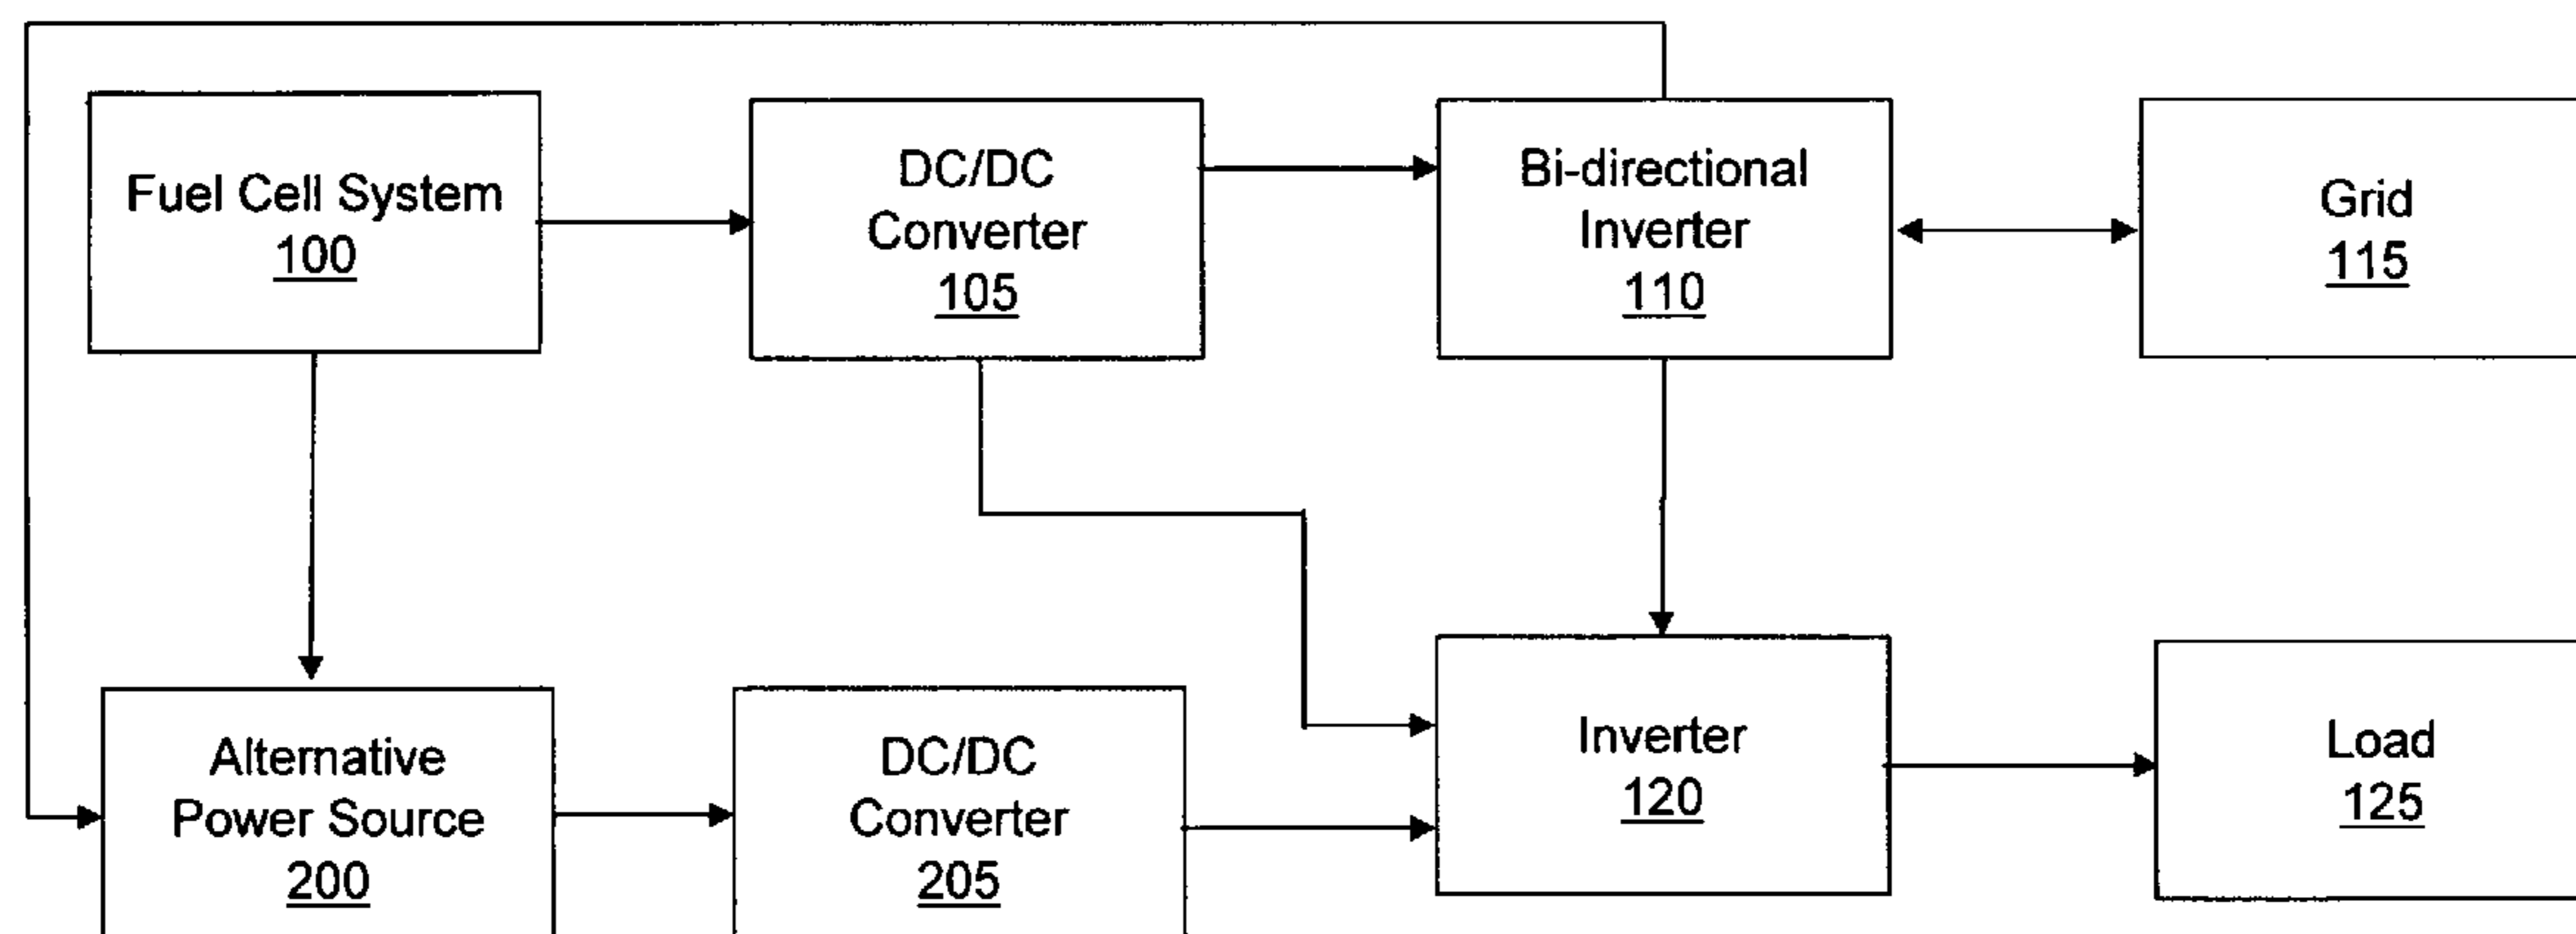 Fuel Cell System
100
DC/DC
Converter
105
Bi-directional
Inverter
110
Grid
115
Alternative
Power Source
200
DC/DC
Converter
205
Inverter
120
Load
125